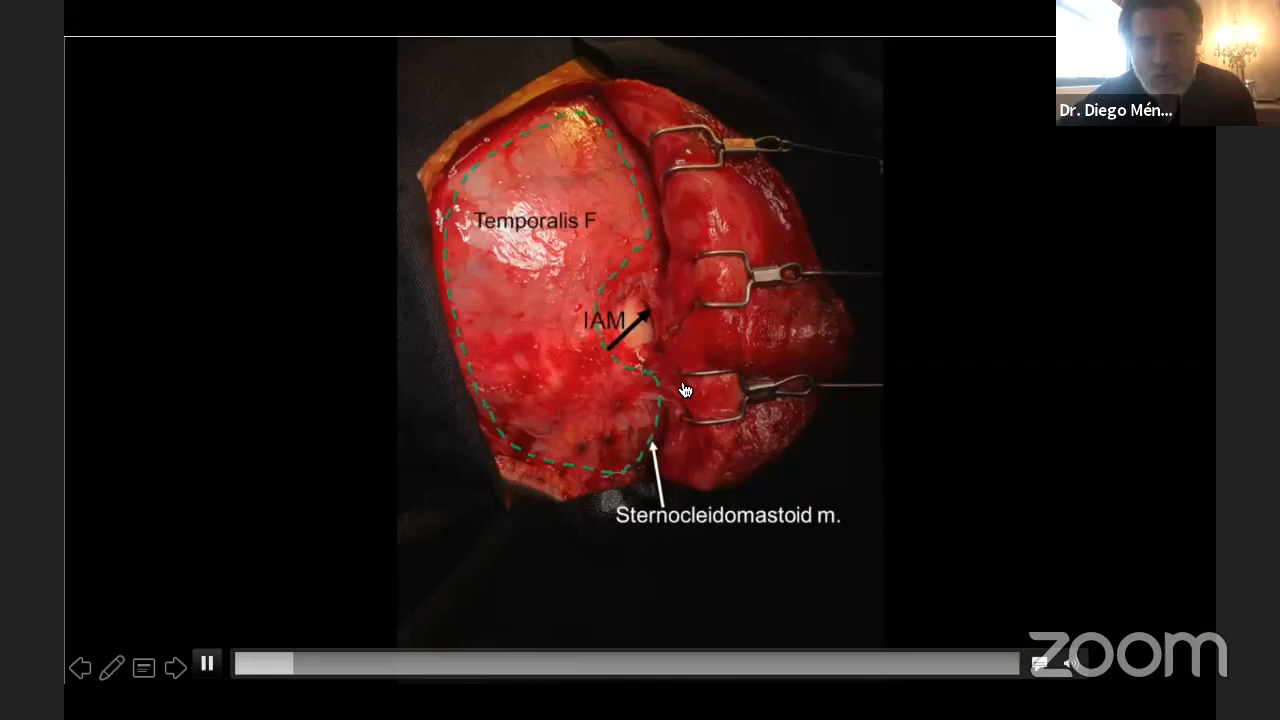 Dr. Diego Mén...
Temporalis F
IAM
Sternocleidomastoid m.
zoom